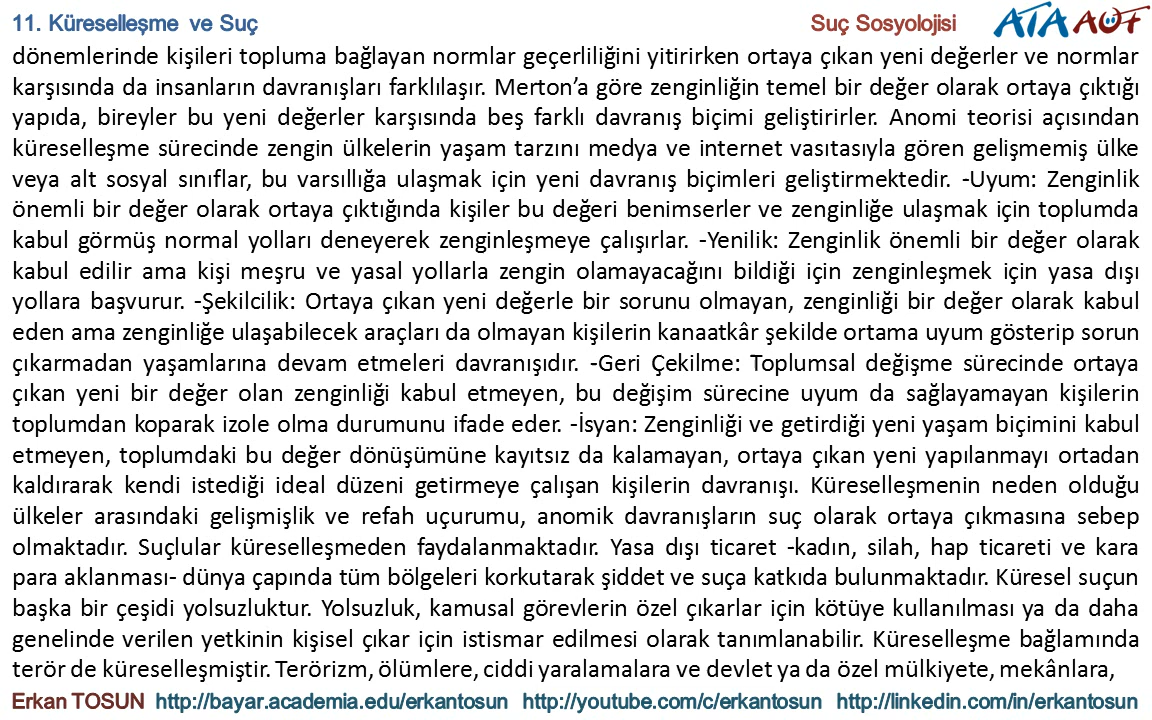 11. Küreselleşme ve Suç Suç Sosyolojisi ATA AÖF
dönemlerinde kişileri topluma bağlayan normlar geçerliliğini yitirirken ortaya çıkan yeni değerler ve normlar
karşısında da insanların davranışları farklılaşır. Merton’a göre zenginliğin temel bir değer olarak ortaya çıktığı
yapıda, bireyler bu yeni değerler karşısında beş farklı davranış biçimi geliştirirler. Anomi teorisi açısından
küreselleşme sürecinde zengin ülkelerin yaşam tarzını medya ve internet vasıtasıyla gören gelişmemiş ülke
veya alt sosyal sınıflar, bu varsıllığa ulaşmak için yeni davranış biçimleri geliştirmektedir. -Uyum: Zenginlik
önemli bir değer olarak ortaya çıktığında kişiler bu değeri benimserler ve zenginliğe ulaşmak için toplumda
kabul görmüş normal yolları deneyerek zenginleşmeye çalışırlar. -Yenilik: Zenginlik önemli bir değer olarak
kabul edilir ama kişi meşru ve yasal yollarla zengin olamayacağını bildiği için zenginleşmek için yasa dışı
yollara başvurur. -Şekilcilik: Ortaya çıkan yeni değerle bir sorunu olmayan, zenginliği bir değer olarak kabul
eden ama zenginliğe ulaşabilecek araçları da olmayan kişilerin kanaatkâr şekilde ortama uyum gösterip sorun
çıkarmadan yaşamlarına devam etmeleri davranışıdır. -Geri Çekilme: Toplumsal değişme sürecinde ortaya
çıkan yeni bir değer olan zenginliği kabul etmeyen, bu değişim sürecine uyum da sağlayamayan kişilerin
toplumdan koparak izole olma durumunu ifade eder. -İsyan: Zenginliği ve getirdiği yeni yaşam biçimini kabul
etmeyen, toplumdaki bu değer dönüşümüne kayıtsız da kalamayan, ortaya çıkan yeni yapılanmayı ortadan
kaldırarak kendi istediği ideal düzeni getirmeye çalışan kişilerin davranışı. Küreselleşmenin neden olduğu
ülkeler arasındaki gelişmişlik ve refah uçurumu, anomik davranışların suç olarak ortaya çıkmasına sebep
olmaktadır. Suçlular küreselleşmeden faydalanmaktadır. Yasa dışı ticaret -kadın, silah, hap ticareti ve kara
para aklanması- dünya çapında tüm bölgeleri korkutarak şiddet ve suça katkıda bulunmaktadır. Küresel suçun
başka bir çeşidi yolsuzluktur. Yolsuzluk, kamusal görevlerin özel çıkarlar için kötüye kullanılması ya da daha
genelinde verilen yetkinin kişisel çıkar için istismar edilmesi olarak tanımlanabilir. Küreselleşme bağlamında
terör de küreselleşmiştir. Terörizm, ölümlere, ciddi yaralamalara ve devlet ya da özel mülkiyete, mekânlara,
Erkan TOSUN http://bayar.academia.edu/erkantosun http://youtube.com/c/erkantosun http://linkedin.com/in/erkantosun